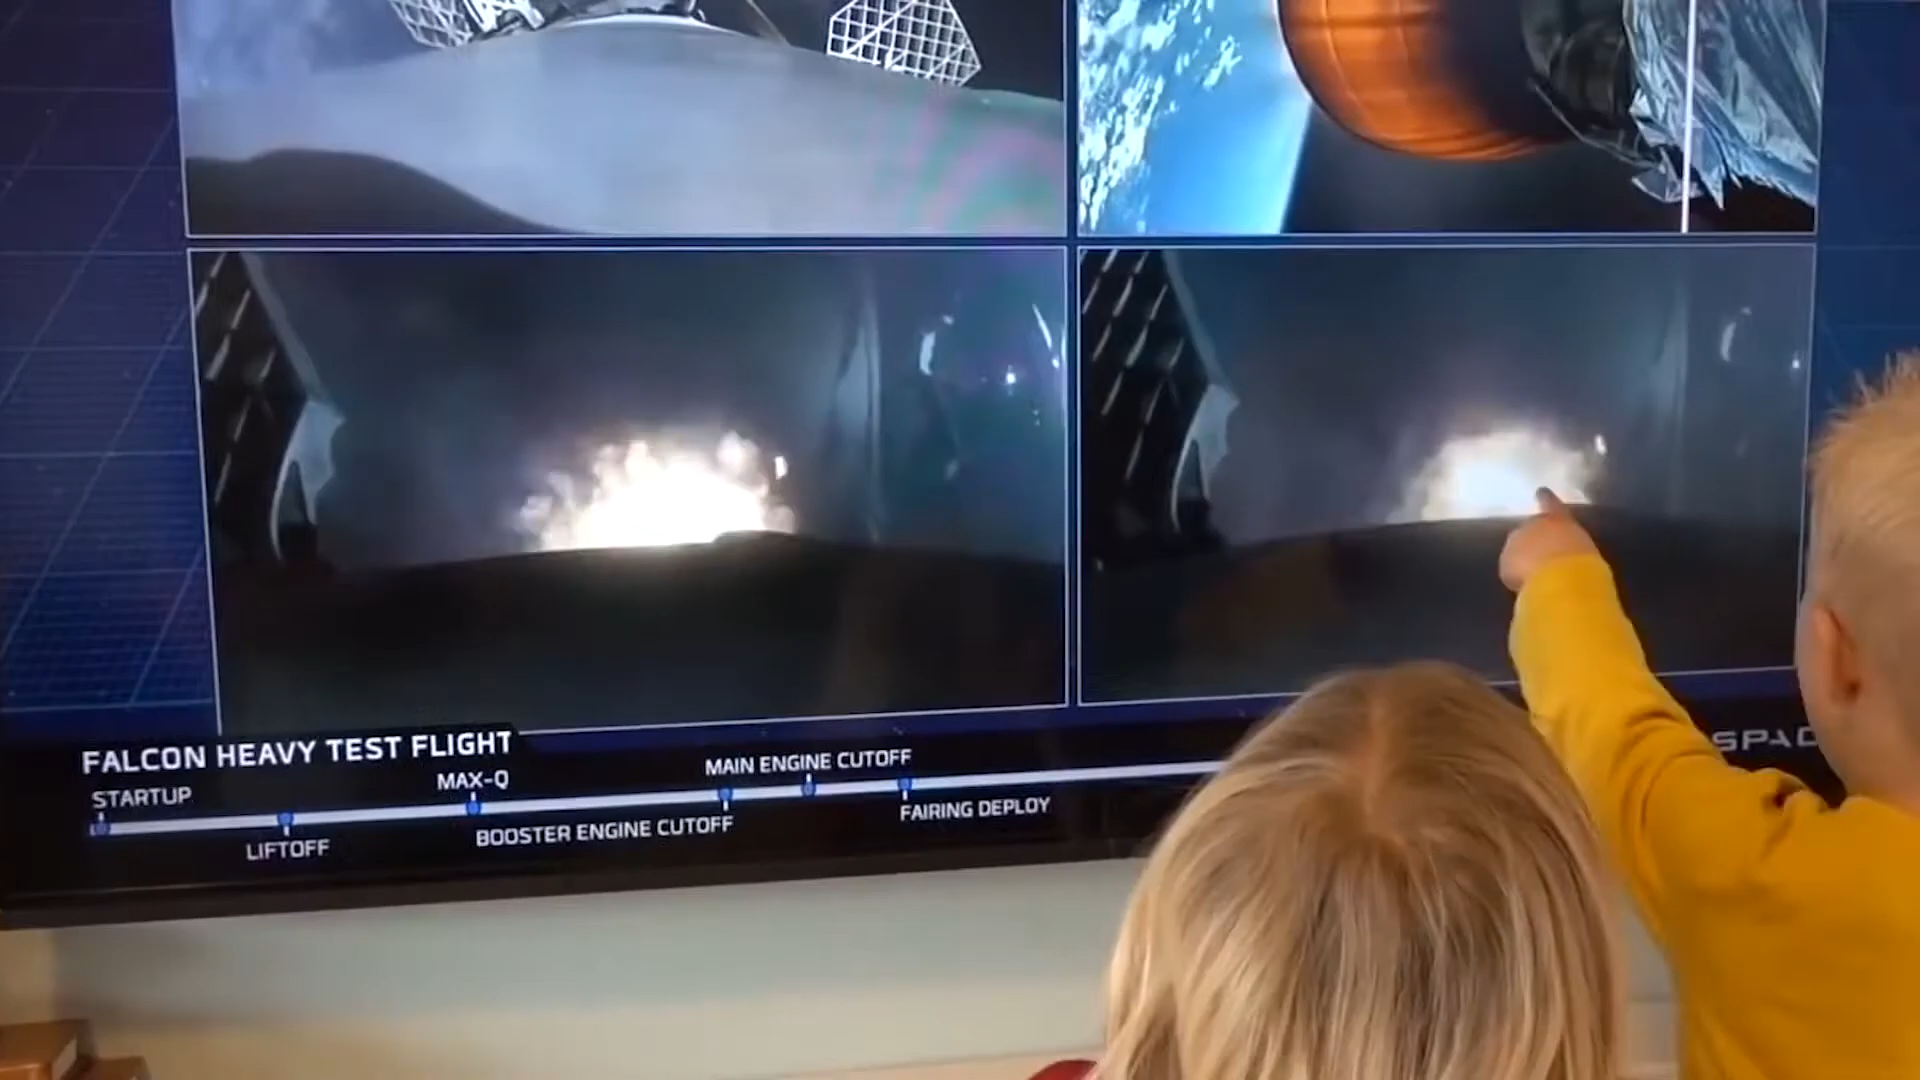 FALCON HEAVY TEST FLIGHT
STARTUP
LIFTOFF
MAX-Q
BOOSTER ENGINE CUTOFF
MAIN ENGINE CUTOFF
FAIRING DEPLOY